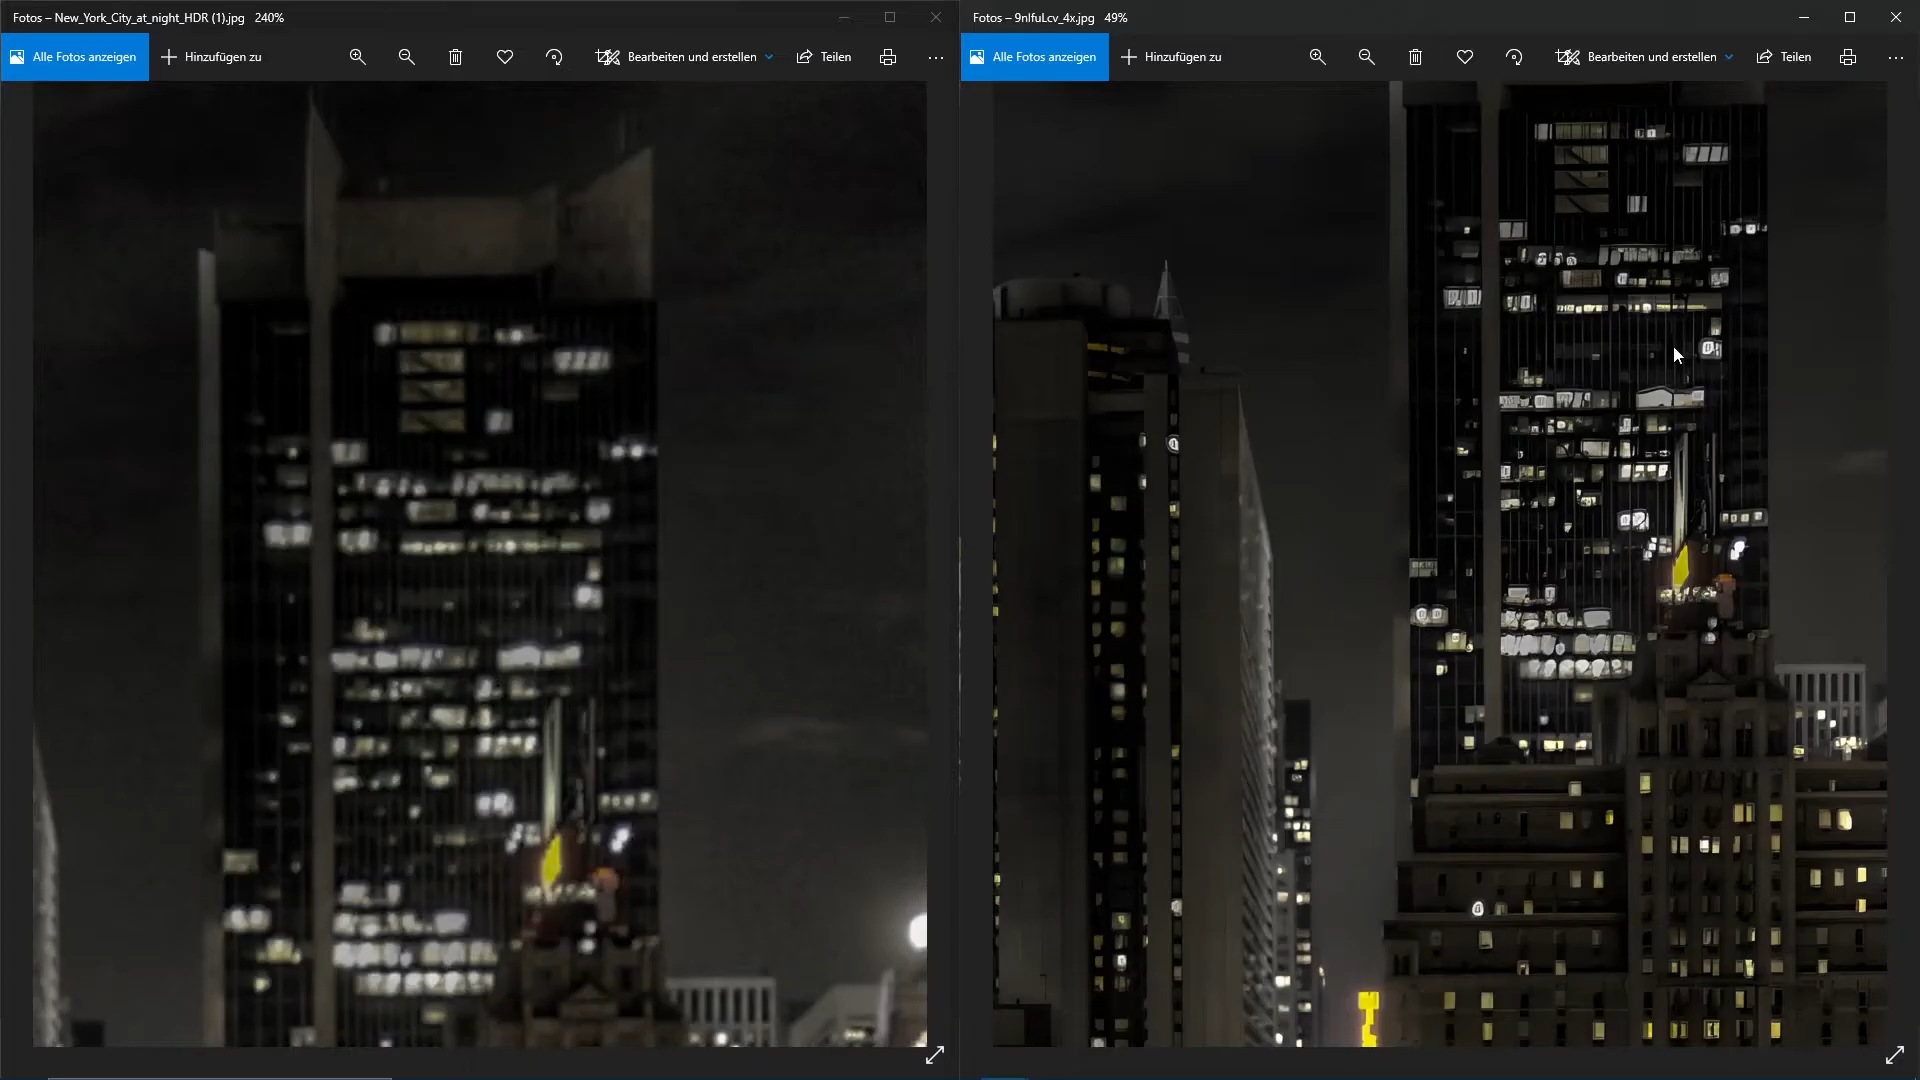 Fotos – New_York_City_at_night_HDR (1).jpg   240%
Alle Fotos anzeigen
Hinzufügen zu
Bearbeiten und erstellen
Teilen
Fotos – 9nlfuLcv_4x.jpg   49%
Alle Fotos anzeigen
Hinzufügen zu
Bearbeiten und erstellen
Teilen